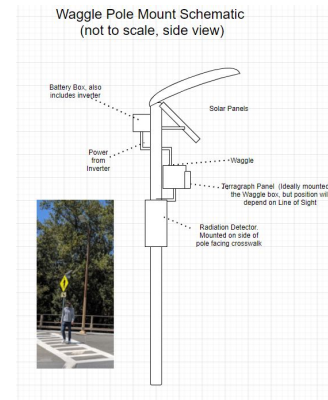 Waggle Pole Mount Schematic
(not to scale, side view)
Battery Box, also
includes inverter
Solar Panels
Power
from
Inverter
Waggle
Terragraph Panel (Ideally mounted
the Waggle box, but position will
depend on Line of Sight
Radiation Detector.
Mounted on side of
pole facing crosswalk